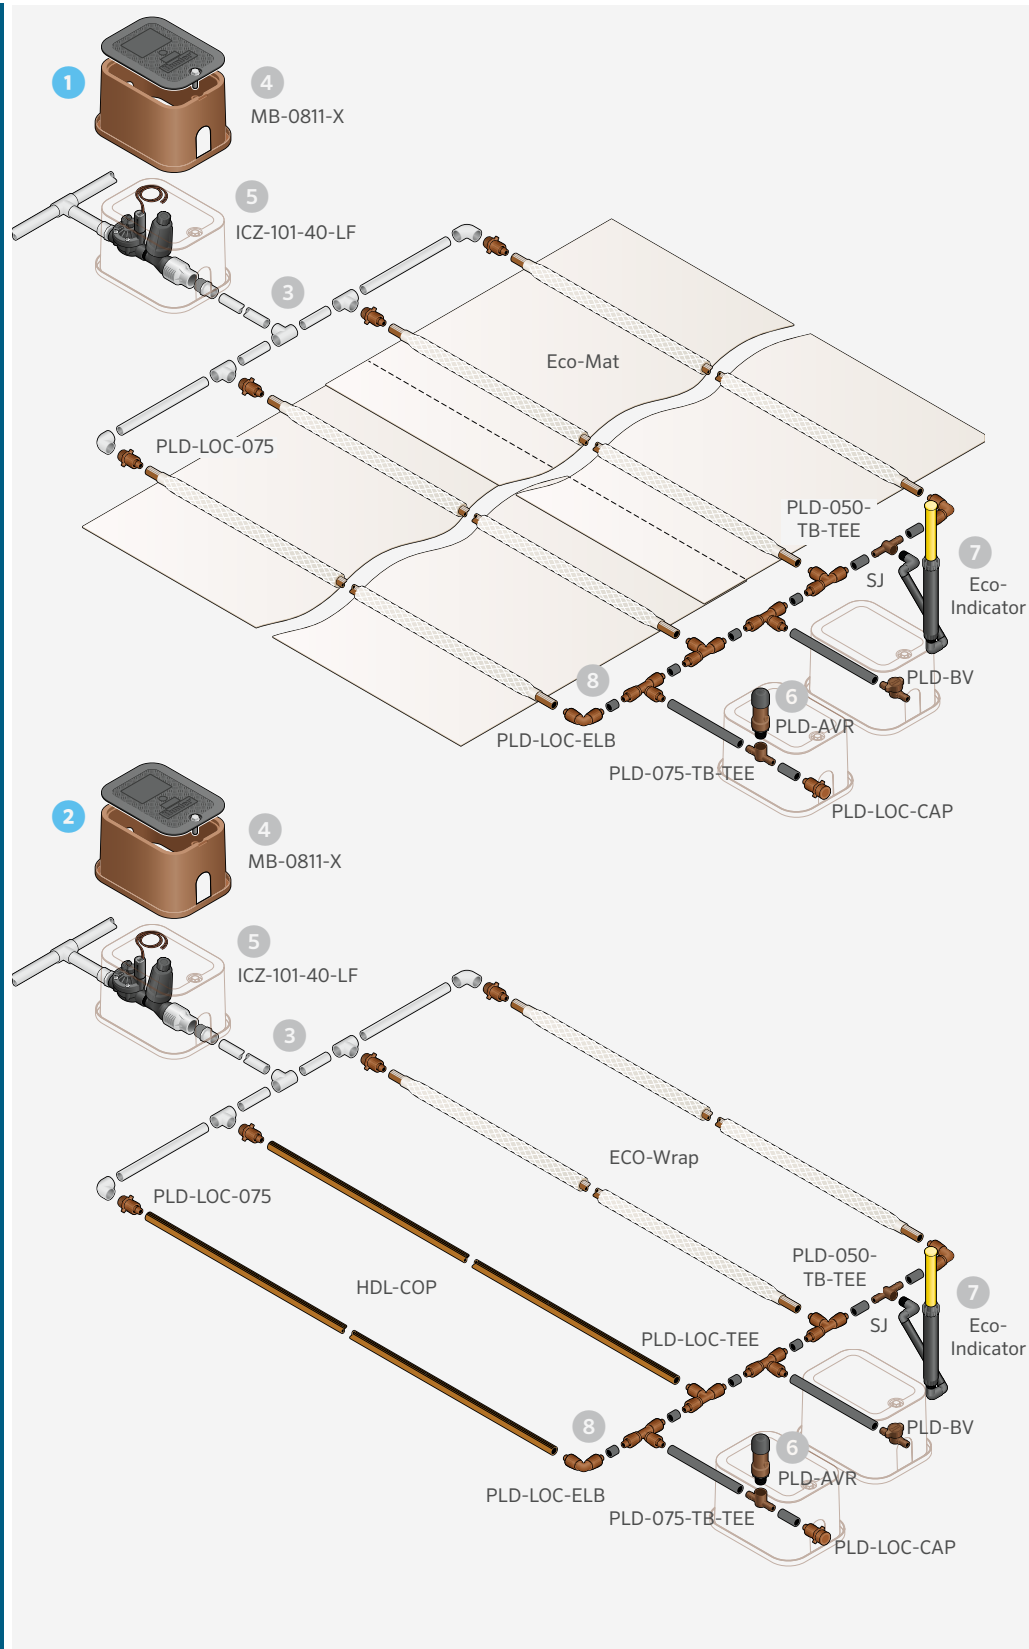 1
4
MB-0811-X
5
ICZ-101-40-LF
3
Eco-Mat
PLD-LOC-075
PLD-050-
TB-TEE
7
SJ
Eco-
Indicator
8
PLD-BV
6
PLD-AVR
PLD-LOC-ELB
PLD-075-TB-TEE
PLD-LOC-CAP
2
4
MB-0811-X
5
ICZ-101-40-LF
3
ECO-Wrap
PLD-LOC-075
PLD-050-
TB-TEE
7
HDL-COP
SJ
Eco-
Indicator
PLD-LOC-TEE
8
PLD-BV
6
PLD-AVR
PLD-LOC-ELB
PLD-075-TB-TEE
PLD-LOC-CAP